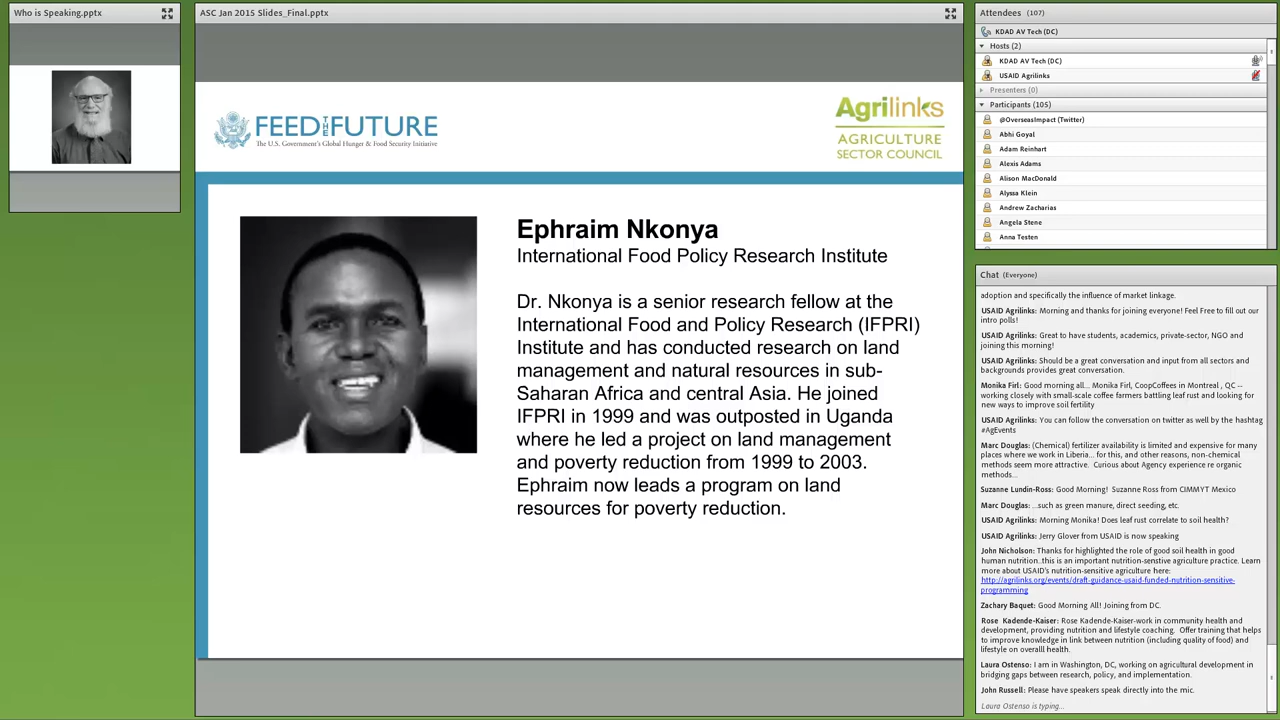 Who is Speaking.pptx
ASC Jan 2015 Slides_Final.pptx
FEED THE FUTURE
The U.S. Government's Global Hunger & Food Security Initiative
Agrilinks
AGRICULTURE
SECTOR COUNCIL
Ephraim Nkonya
International Food Policy Research Institute
Dr. Nkonya is a senior research fellow at the
International Food and Policy Research (IFPRI)
Institute and has conducted research on land
management and natural resources in sub-
Saharan Africa and central Asia. He joined
IFPRI in 1999 and was outposted in Uganda
where he led a project on land management
and poverty reduction from 1999 to 2003.
Ephraim now leads a program on land
resources for poverty reduction.
Attendees (107)
KDAD AV Tech (DC)
Hosts (2)
KDAD AV Tech (DC)
USAID Agrilinks
Presenters (0)
Participants (105)
@OverseasImpact (Twitter)
Abhi Goyal
Adam Reinhart
Alexis Adams
Alison MacDonald
Alyssa Klein
Andrew Zacharias
Angela Stene
Anna Testen
Chat (Everyone)
adoption and specifically the influence of market linkage.
USAID Agrilinks: Morning and thanks for joining everyone! Feel Free to fill out our
intro polls!
USAID Agrilinks: Great to have students, academics, private-sector, NGO and
joining this morning!
USAID Agrilinks: Should be a great conversation and input from all sectors and
backgrounds provides great conversation.
Monika Firl: Good morning all... Monika Firl, CoopCoffees in Montreal , QC --
working closely with small-scale coffee farmers battling leaf rust and looking for
new ways to improve soil fertility
USAID Agrilinks: You can follow the conversation on twitter as well by the hashtag
#AgEvents
Marc Douglas: (Chemical) fertilizer availability is limited and expensive for many
places where we work in Liberia... for this, and other reasons, non-chemical
methods seem more attractive. Curious about Agency experience re organic
methods...
Suzanne Lundin-Ross: Good Morning! Suzanne Ross from CIMMYT Mexico
Marc Douglas: ...such as green manure, direct seeding, etc.
USAID Agrilinks: Morning Monika! Does leaf rust correlate to soil health?
USAID Agrilinks: Jerry Glover from USAID is now speaking
John Nicholson: Thanks for highlighted the role of good soil health in good
human nutrition..this is an important nutrition-senstive agriculture practice. Learn
more about USAID's nutrition-sensitive agriculture here:
http://agrilinks.org/events/draft-guidance-usaid-funded-nutrition-sensitive-
programming
Zachary Baquet: Good Morning All! Joining from DC.
Rose Kadende-Kaiser: Rose Kadende-Kaiser-work in community health and
development, providing nutrition and lifestyle coaching. Offer training that helps
to improve knowledge in link between nutrition (including quality of food) and
lifestyle on overalll health.
Laura Ostenso: I am in Washington, DC, working on agricultural development in
bridging gaps between research, policy, and implementation.
John Russell: Please have speakers speak directly into the mic.
Laura Ostenso is typing...